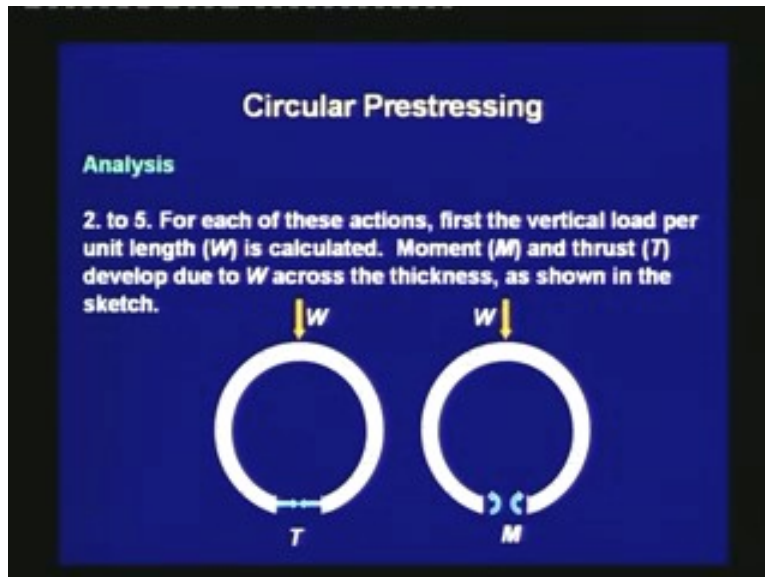 Circular Prestressing
Analysis
2. to 5. For each of these actions, first the vertical load per
unit length (W) is calculated. Moment (M) and thrust (T)
develop due to W across the thickness, as shown in the
sketch.
W
W
T
M